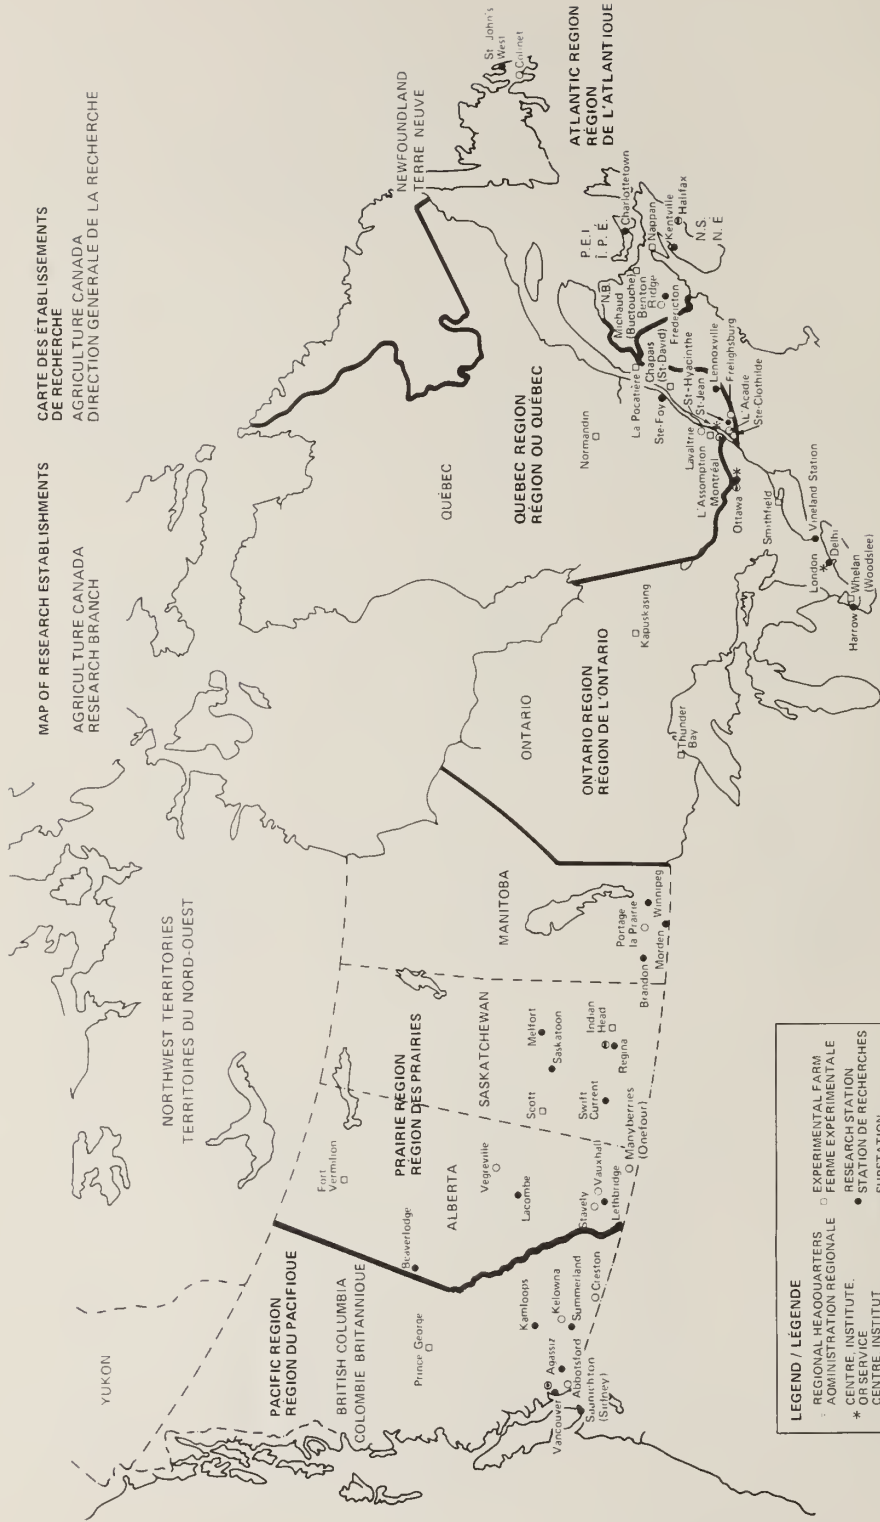 MAP OF RESEARCH ESTABLISHMENTS
AGRICULTURE CANADA
RESEARCH BRANCH
CARTE DES ETABLISSEMENTS
DE RECHERCHE
AGRICULTURE CANADA
DIRECTION GENERALE DE LA RECHERCHE
YUKON
NORTHWEST TERRITORIES
TERRITOIRES DU NORD-OUEST
PACIFIC REGION
RÉGION DU PACIFIQUE
BRITISH COLUMBIA
COLOMBIE BRITANNIQUE
Prince George
Kamloops
Kelowna
Summerland
Creston
Agassiz
Abbotsford
Vancouver
Saanichton
(Sidney)
PRAIRIE REGION
RÉGION DES PRAIRIES
Fort
Vermilion
Beaverlodge
ALBERTA
Vegreville
Lacombe
Stavely
Vauxhall
Lethbridge
Manyberries
(Onefour)
SASKATCHEWAN
Scott
Melfort
Saskatoon
Swift
Current
Indian
Head
Regina
MANITOBA
Brandon
Portage
la Prairie
Morden
Winnipeg
ONTARIO
ONTARIO REGION
RÉGION DE L'ONTARIO
Kapuskasing
Thunder
Bay
Ottawa
Smithfield
Vineland Station
London
Delhi
Harrow
Whelan
(Woodslee)
QUÉBEC
QUEBEC REGION
RÉGION OU QUÉBEC
Normandin
La Pocatière
Chapais
(St-David)
Ste-Foy
St-Hyacinthe
Lavaltrie
St-Jean
Lennoxville
L'Assomption
Montréal
Frelighsburg
L'Acadie
Ste-Clothilde
NEWFOUNDLAND
TERRE NEUVE
St John's
West
Colinet
ATLANTIC REGION
RÉGION
DE L'ATLANTIQUE
P.E.I
Î.P.É.
Charlottetown
N.B.
Michaud
(Buctouche)
Benton
Ridge
Fredericton
Nappan
Kentville
Halifax
N.S.
N.É
LEGEND / LÉGENDE
REGIONAL HEAOQUARTERS
AOMINISTRATION RÉGIONALE
CENTRE, INSTITUTE,
* OR SERVICE
CENTRE, INSTITUT
□ EXPERIMENTAL FARM
FERME EXPÉRIMENTALE
RESEARCH STATION
● STATION DE RECHERCHES
SUBSTATION